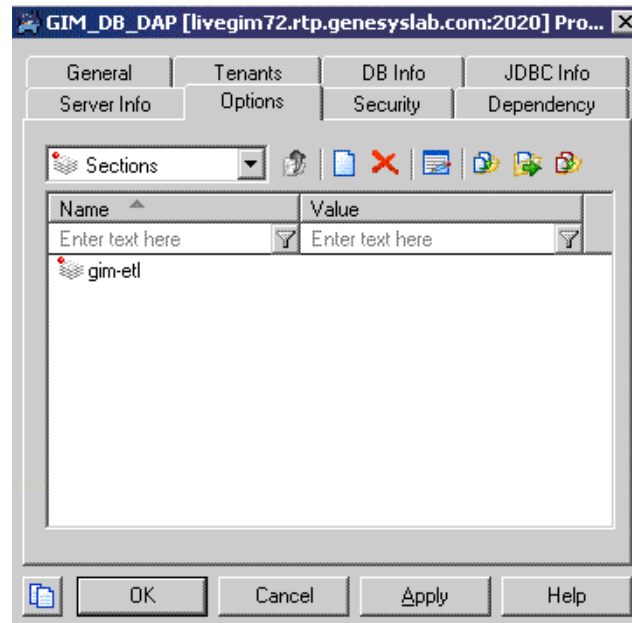 GIM_DB_DAP [livegim72.rtp.genesyslab.com:2020] Pro...
General Tenants DB Info JDBC Info
Server Info Options Security Dependency
Sections
Name Value
Enter text here Enter text here
gim-etl
OK Cancel Apply Help